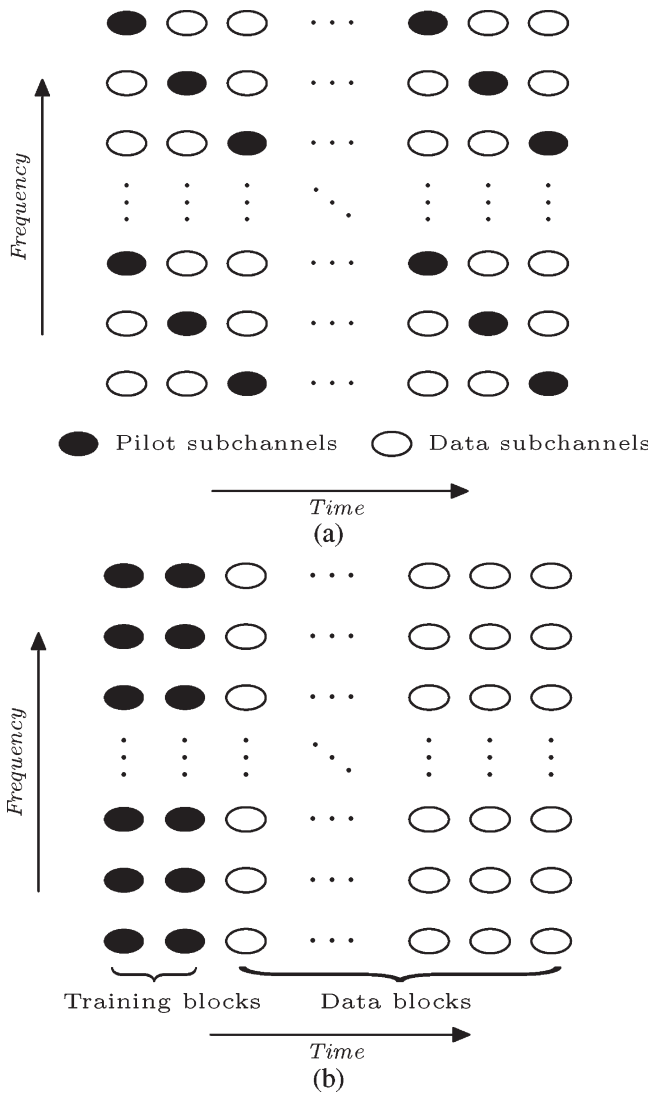 Frequency
Pilot subchannels
Data subchannels
Time
(a)
Frequency
Training blocks
Data blocks
Time
(b)